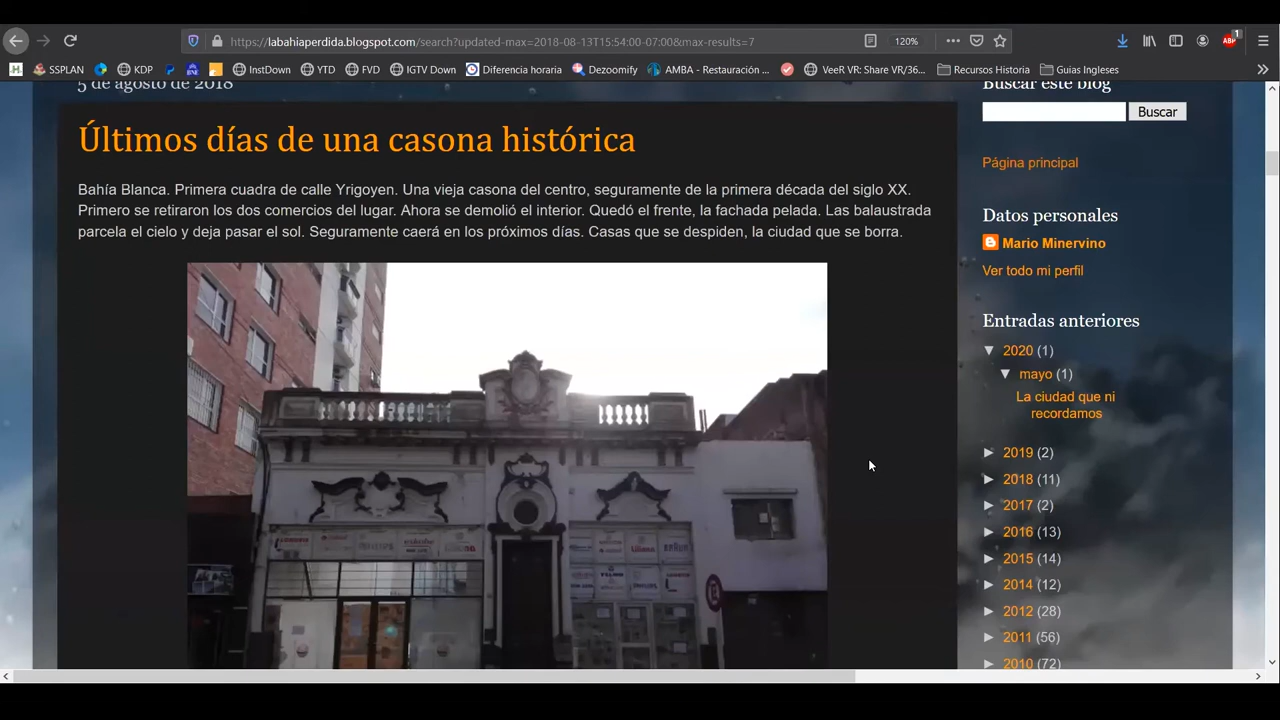 https://labahiaperdida.blogspot.com/search?updated-max=2018-08-13T15:54:00-07:00&max-results=7
120%
ABP
1
SSPLAN
KDP
InstDown
YTD
FVD
IGTV Down
Diferencia horaria
Dezoomify
AMBA - Restauración ...
VeeR VR: Share VR/36...
Recursos Historia
Guias Ingleses
5 de agosto de 2018
Últimos días de una casona histórica
Bahía Blanca. Primera cuadra de calle Yrigoyen. Una vieja casona del centro, seguramente de la primera década del siglo XX.
Primero se retiraron los dos comercios del lugar. Ahora se demolió el interior. Quedó el frente, la fachada pelada. Las balaustrada
parcela el cielo y deja pasar el sol. Seguramente caerá en los próximos días. Casas que se despiden, la ciudad que se borra.
Liliana
BRAUN
Buscar este blog
Buscar
Página principal
Datos personales
Mario Minervino
Ver todo mi perfil
Entradas anteriores
▼ 2020 (1)
▼ mayo (1)
La ciudad que ni
recordamos
► 2019 (2)
► 2018 (11)
► 2017 (2)
► 2016 (13)
► 2015 (14)
► 2014 (12)
► 2012 (28)
► 2011 (56)
► 2010 (72)